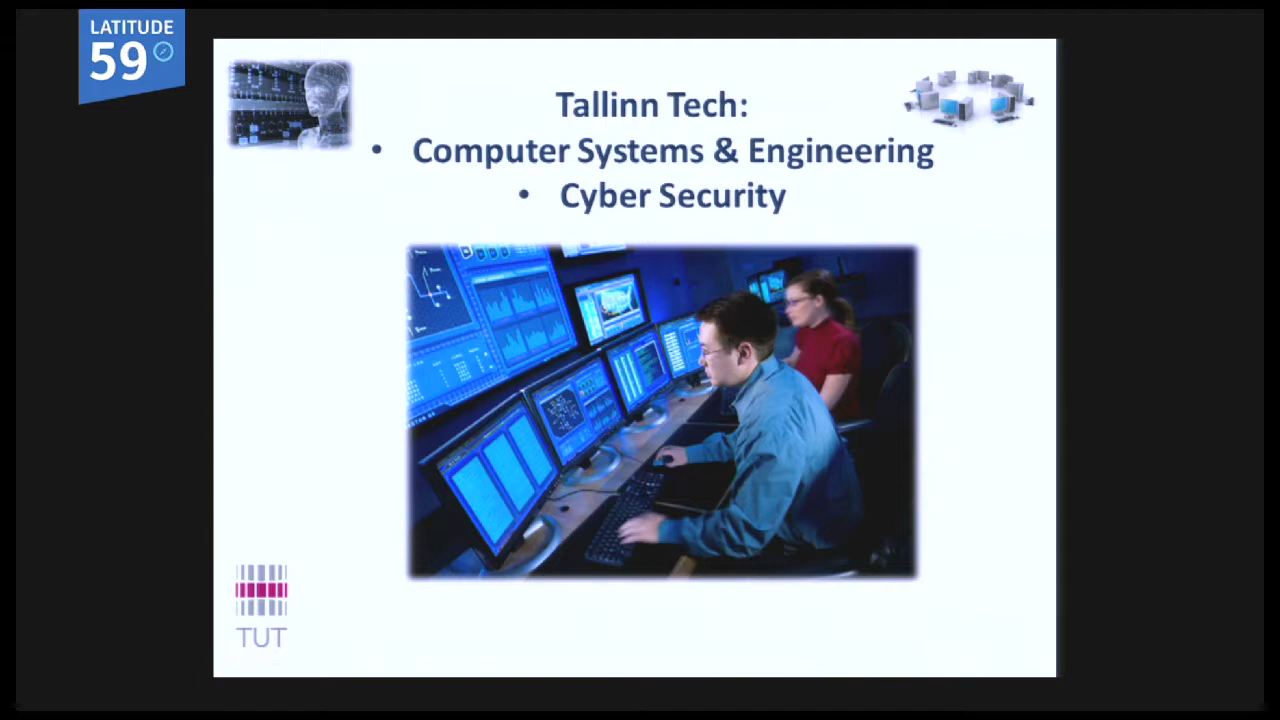 LATITUDE
59
Tallinn Tech:
• Computer Systems & Engineering
• Cyber Security
TUT